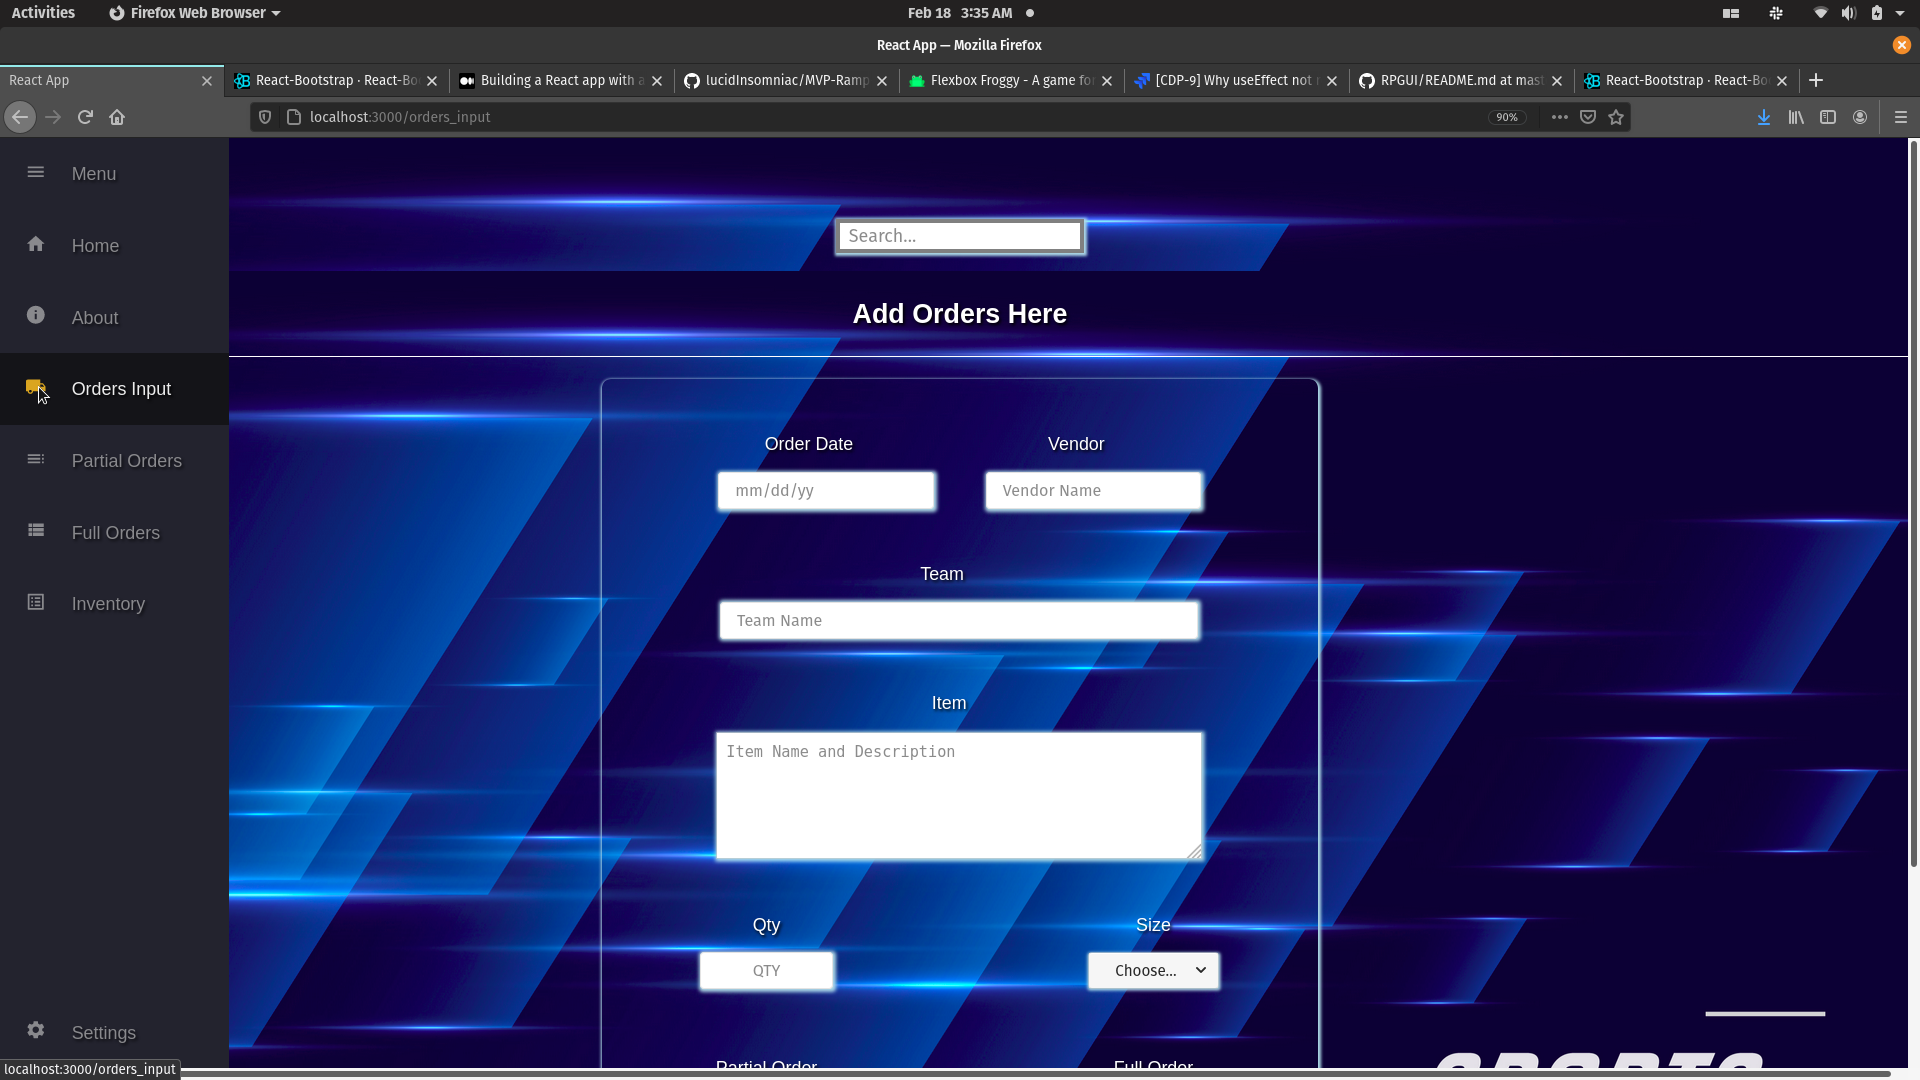 Activities Firefox Web Browser Feb 18 3:35 AM
React App — Mozilla Firefox
React App React-Bootstrap · React-Bo Building a React app with a lucidInsomniac/MVP-Ramp Flexbox Froggy - A game for [CDP-9] Why useEffect not r RPGUI/README.md at mast React-Bootstrap · React-Bo
localhost:3000/orders_input 90%
Menu
Search...
Home
Add Orders Here
About
Orders Input
Order Date Vendor
Partial Orders
mm/dd/yy Vendor Name
Full Orders
Team
Inventory
Team Name
Item
Item Name and Description
Qty Size
QTY Choose...
Settings
Partial Order Full Order
SPORTS
localhost:3000/orders_input